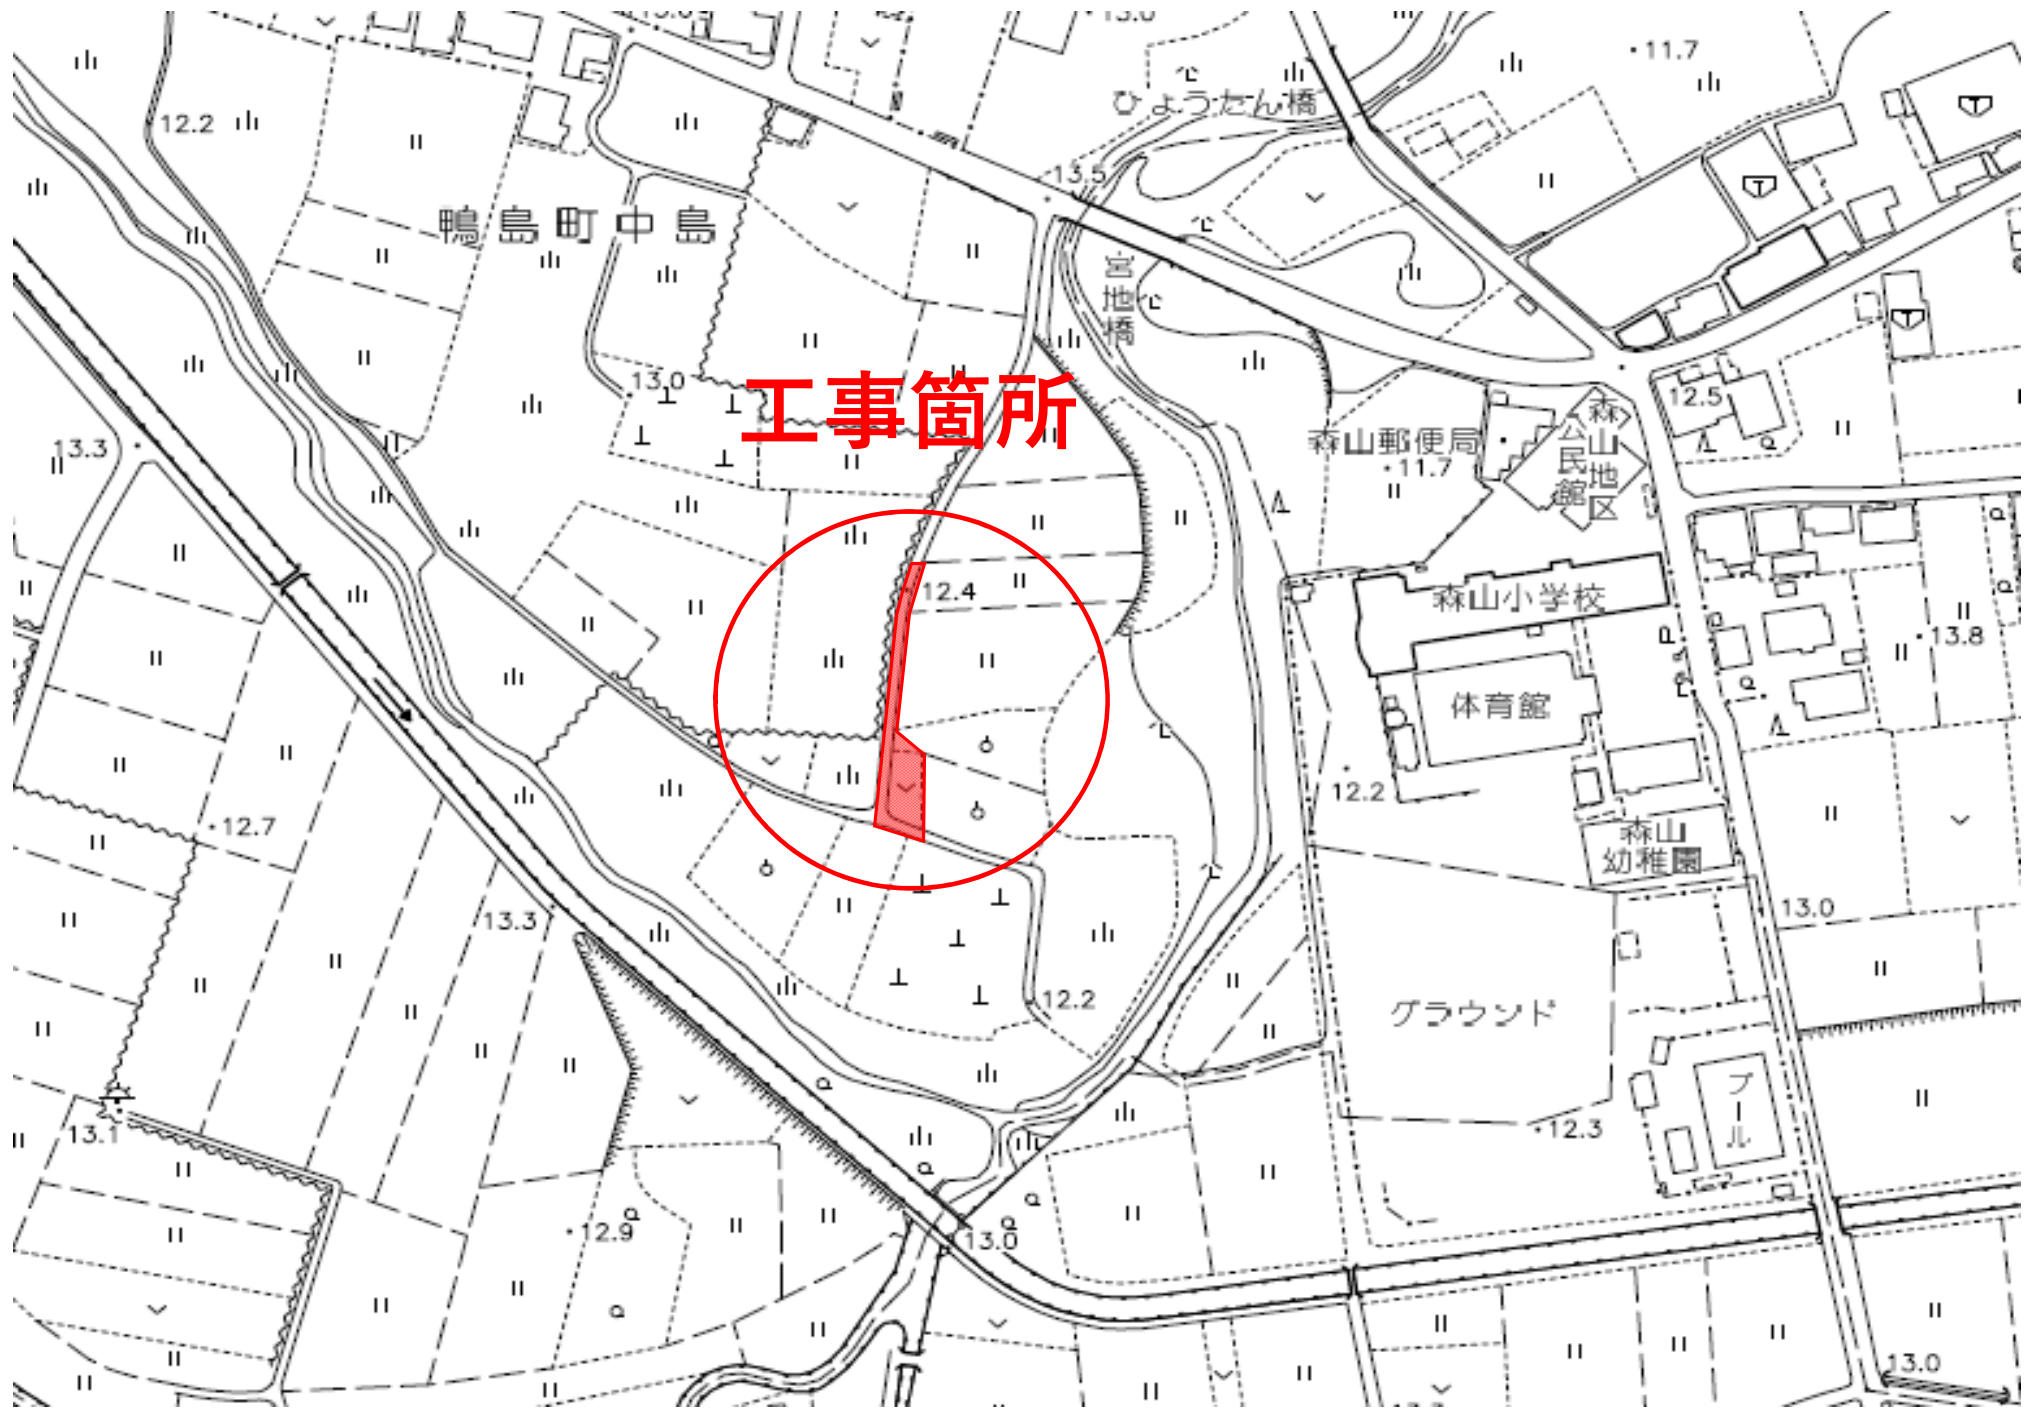 11.7
ひょうたん橋
12.2
13.5
鴨島町中島
宮地橋
13.0
工事箇所
12.5
13.3
森山郵便局
11.7
森山地区
公民館
12.4
森山小学校
13.8
体育館
12.2
12.7
森山
幼稚園
13.0
13.3
12.2
グラウンド
プール
13.1
12.3
12.9
13.0
13.0